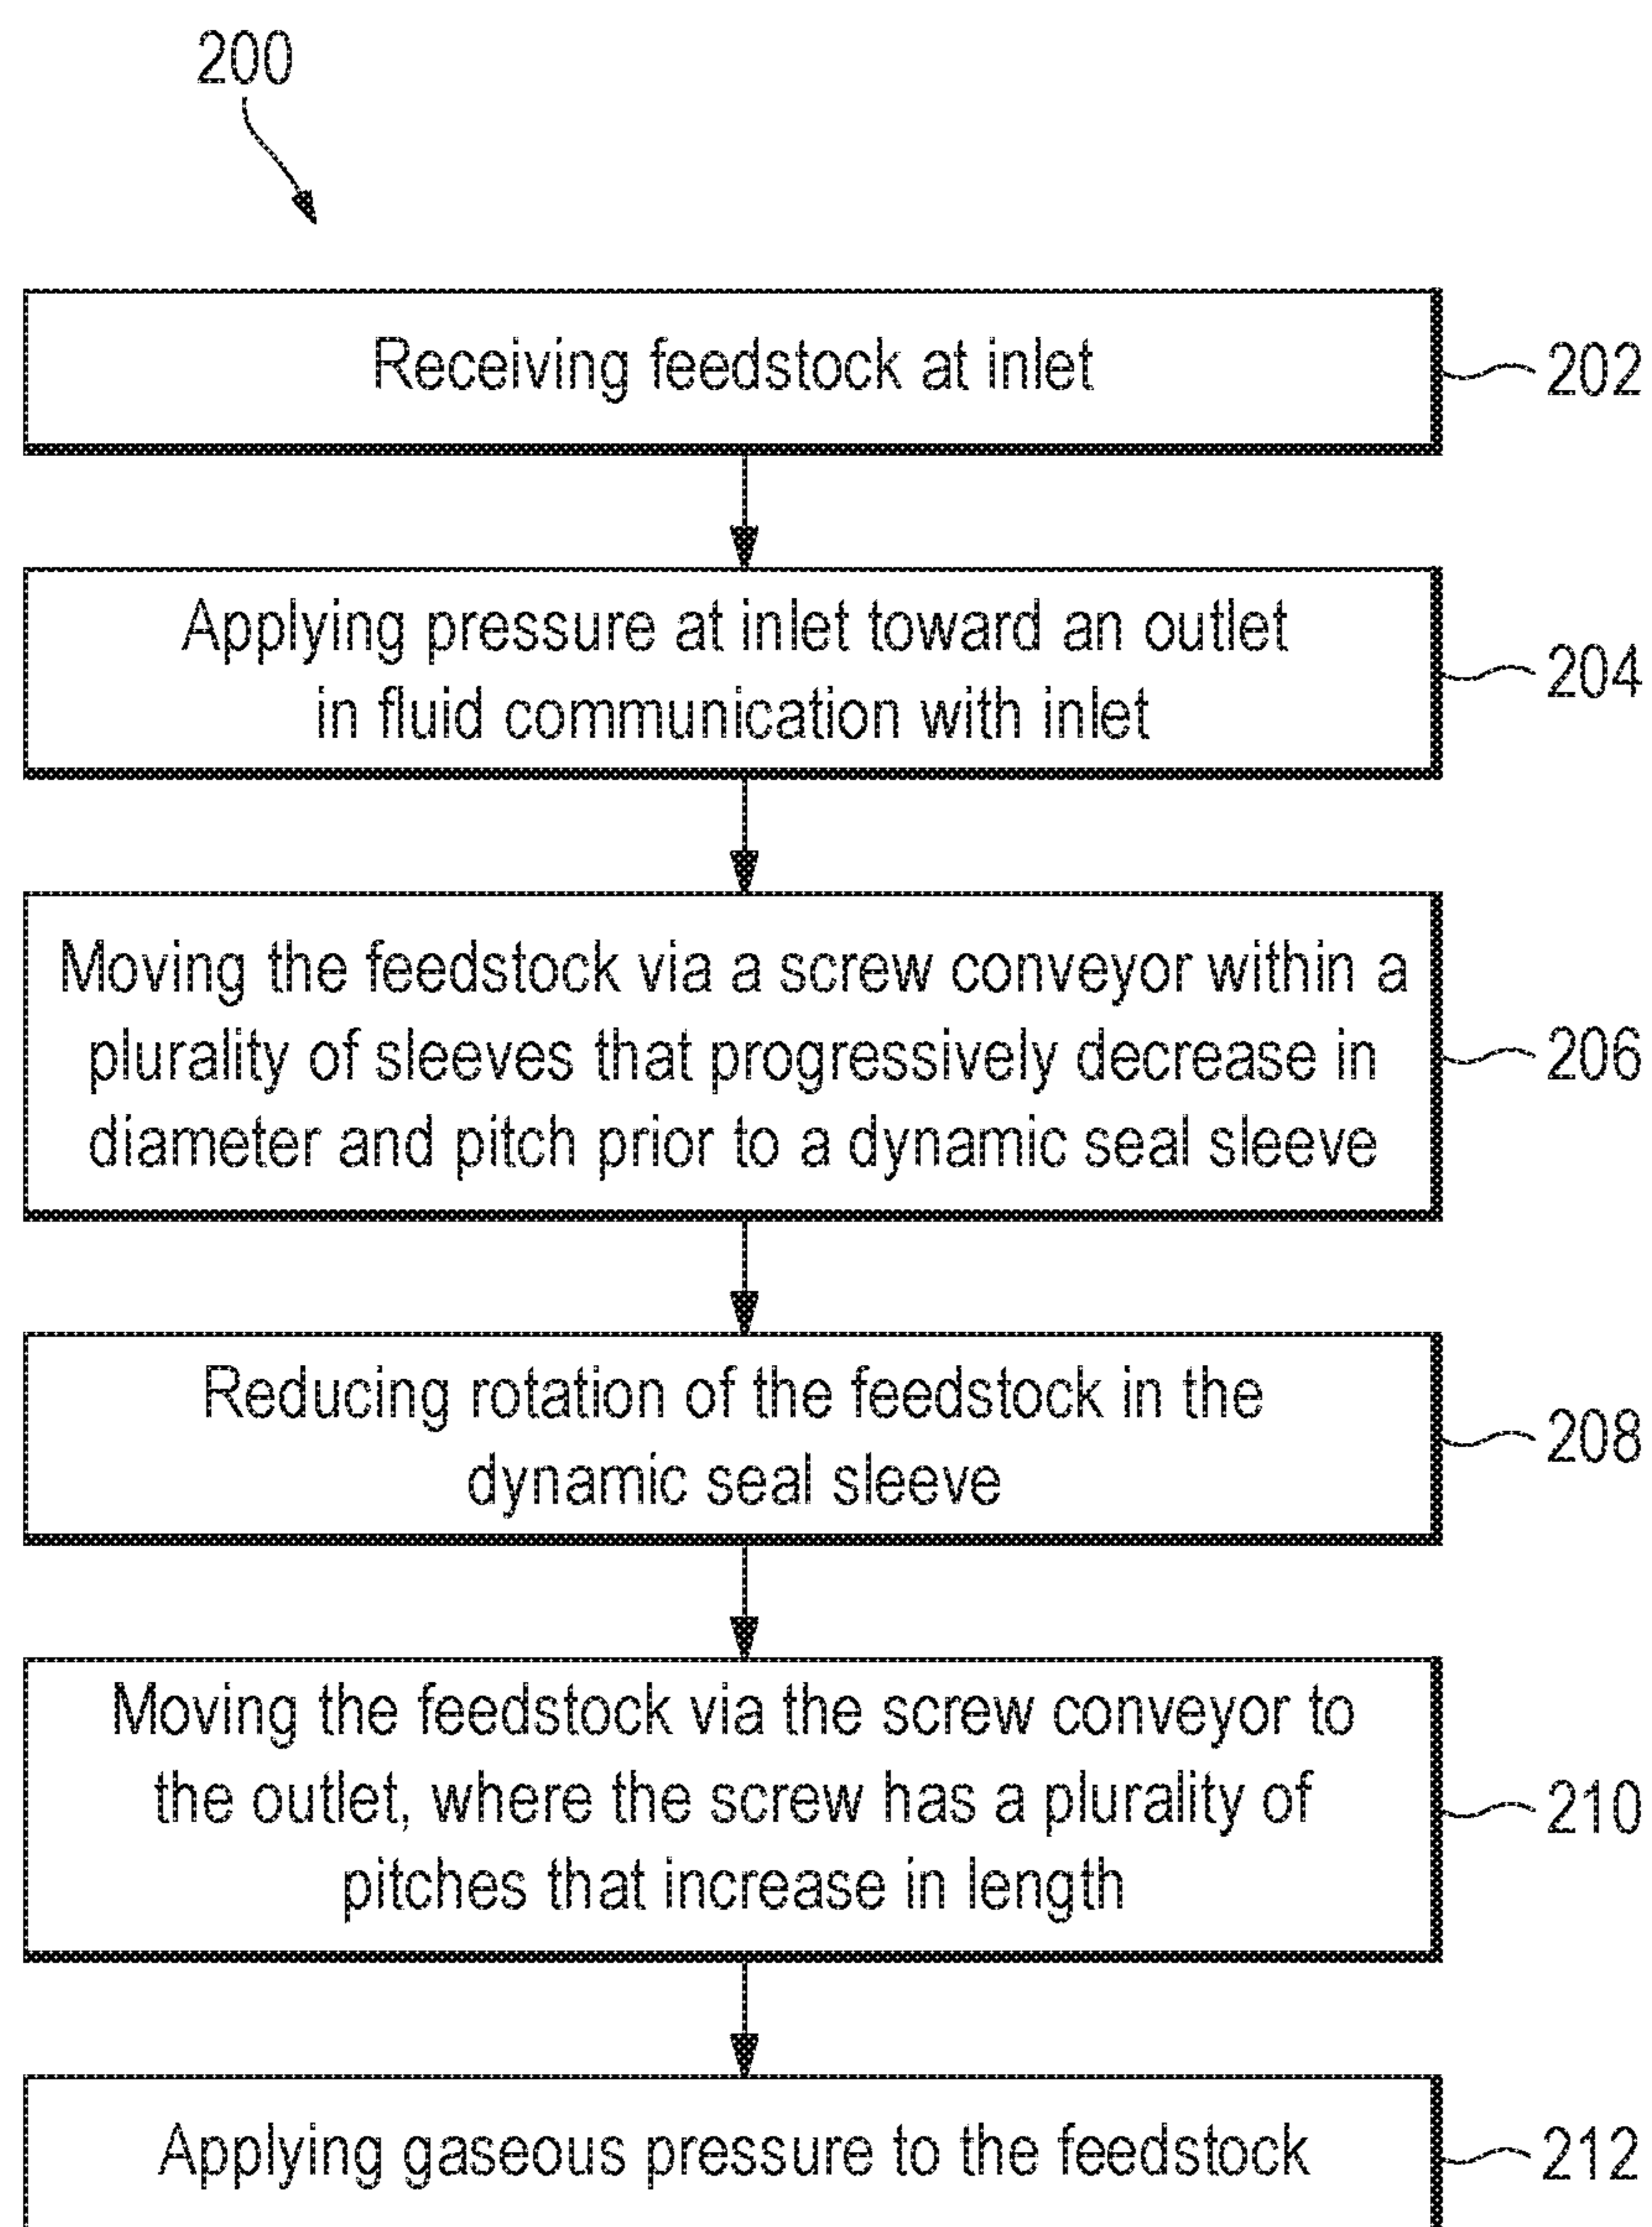 200
Receiving feedstock at inlet
202
Applying pressure at inlet toward an outlet
in fluid communication with inlet
204
Moving the feedstock via a screw conveyor within a
plurality of sleeves that progressively decrease in
diameter and pitch prior to a dynamic seal sleeve
206
Reducing rotation of the feedstock in the
dynamic seal sleeve
208
Moving the feedstock via the screw conveyor to
the outlet, where the screw has a plurality of
pitches that increase in length
210
Applying gaseous pressure to the feedstock
212